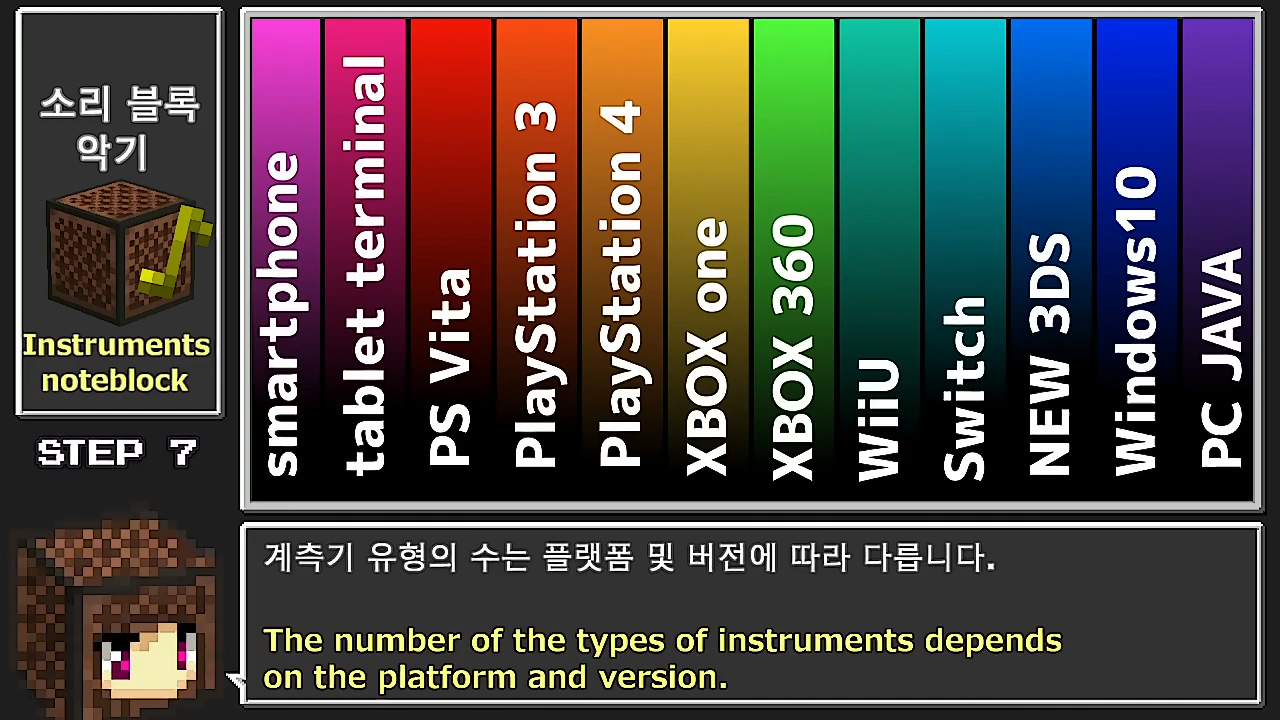 소리 블록
악기
Instruments
noteblock
STEP 7
smartphone
tablet terminal
PS Vita
PlayStation 3
PlayStation 4
XBOX one
XBOX 360
WiiU
Switch
NEW 3DS
Windows10
PC JAVA
계측기 유형의 수는 플랫폼 및 버전에 따라 다릅니다.
The number of the types of instruments depends
on the platform and version.